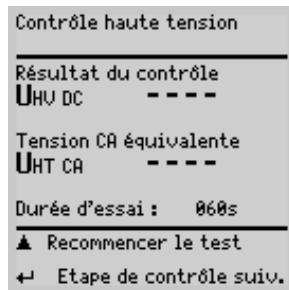 Contrôle haute tension
Résultat du contrôle
UHV DC ----
Tension CA équivalente
UHT CA ----
Durée d'essai : 060s
▲ Recommencer le test
↵ Etape de contrôle suiv.